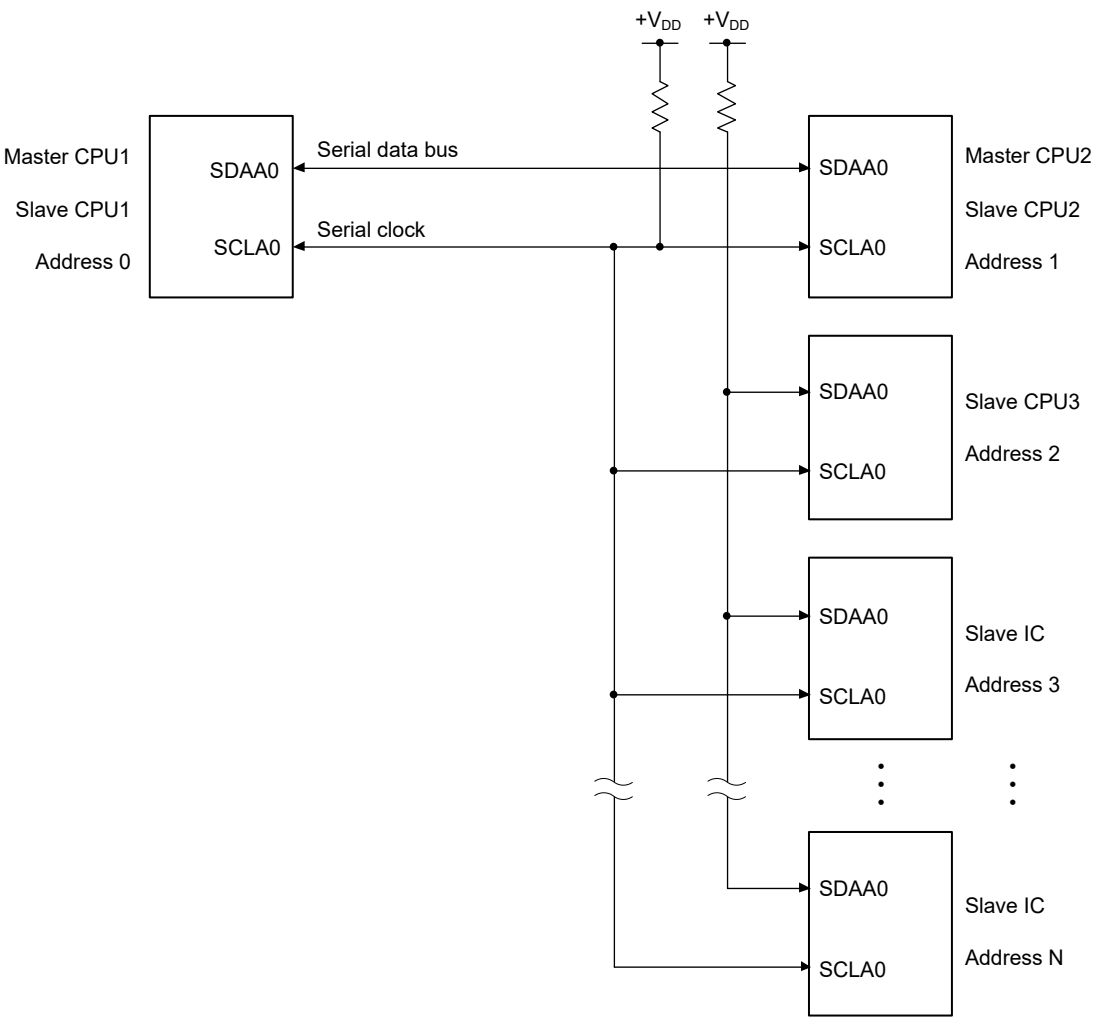 +VDD +VDD
Master CPU1
Slave CPU1
Address 0
SDAA0
SCLA0
Serial data bus
Serial clock
SDAA0
SCLA0
Master CPU2
Slave CPU2
Address 1
SDAA0
SCLA0
Slave CPU3
Address 2
SDAA0
SCLA0
Slave IC
Address 3
SDAA0
SCLA0
Slave IC
Address N